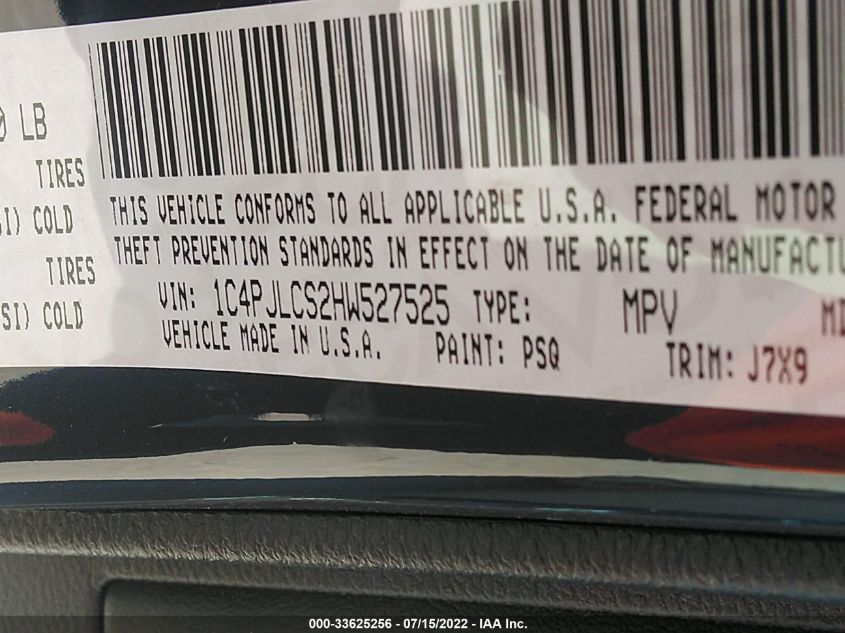 0 LB
TIRES
SI) COLD
TIRES
SI) COLD
THIS VEHICLE CONFORMS TO ALL APPLICABLE U.S.A. FEDERAL MOTOR
THEFT PREVENTION STANDARDS IN EFFECT ON THE DATE OF MANUFACTU
VIN: 1C4PJLCS2HW527525 TYPE: MPV MD
VEHICLE MADE IN U.S.A. PAINT: PSQ TRIM: J7X9
000-33625256 - 07/15/2022 - IAA Inc.